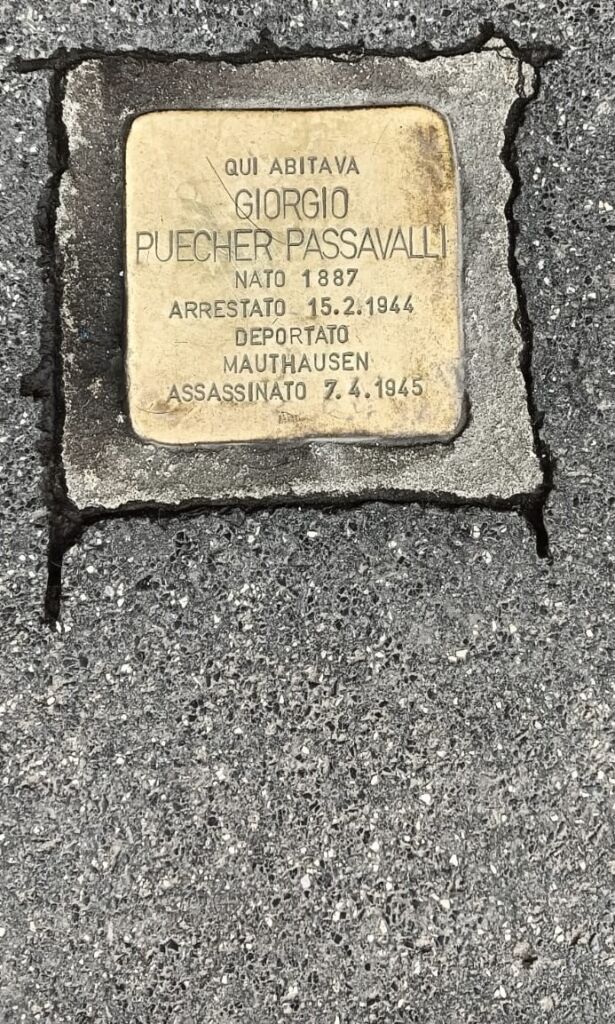 QUI ABITAVA
GIORGIO
PUECHER PASSAVALLI
NATO 1887
ARRESTATO 15.2.1944
DEPORTATO
MAUTHAUSEN
ASSASSINATO 7.4.1945